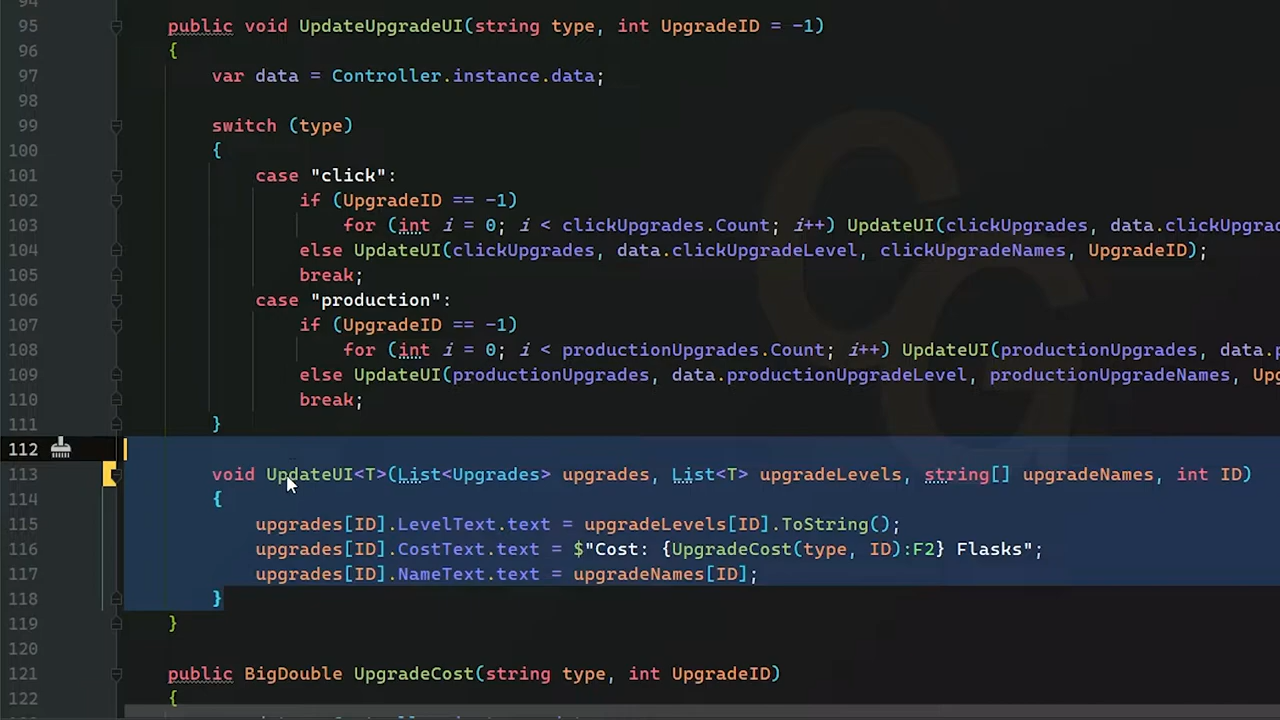 95 public void UpdateUpgradeUI(string type, int UpgradeID = -1)
96 {
97 var data = Controller.instance.data;
98
99 switch (type)
100 {
101 case "click":
102 if (UpgradeID == -1)
103 for (int i = 0; i < clickUpgrades.Count; i++) UpdateUI(clickUpgrades, data.clickUpgrad
104 else UpdateUI(clickUpgrades, data.clickUpgradeLevel, clickUpgradeNames, UpgradeID);
105 break;
106 case "production":
107 if (UpgradeID == -1)
108 for (int i = 0; i < productionUpgrades.Count; i++) UpdateUI(productionUpgrades, data.p
109 else UpdateUI(productionUpgrades, data.productionUpgradeLevel, productionUpgradeNames, Upg
110 break;
111 }
112
113 void UpdateUI<T>(List<Upgrades> upgrades, List<T> upgradeLevels, string[] upgradeNames, int ID)
114 {
115 upgrades[ID].LevelText.text = upgradeLevels[ID].ToString();
116 upgrades[ID].CostText.text = $"Cost: {UpgradeCost(type, ID):F2} Flasks";
117 upgrades[ID].NameText.text = upgradeNames[ID];
118 }
119 }
120
121 public BigDouble UpgradeCost(string type, int UpgradeID)
122 {